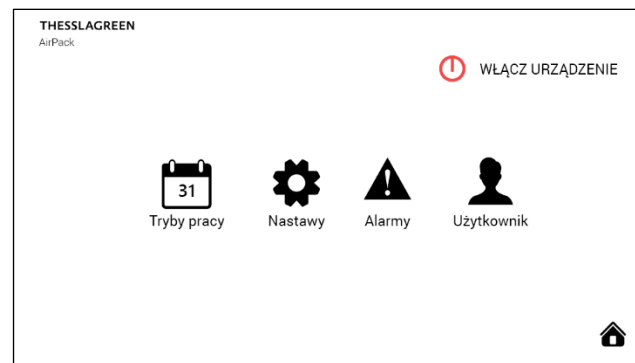 THESSLAGREEN
AirPack
WŁĄCZ URZĄDZENIE
31
Tryby pracy
Nastawy
Alarmy
Użytkownik